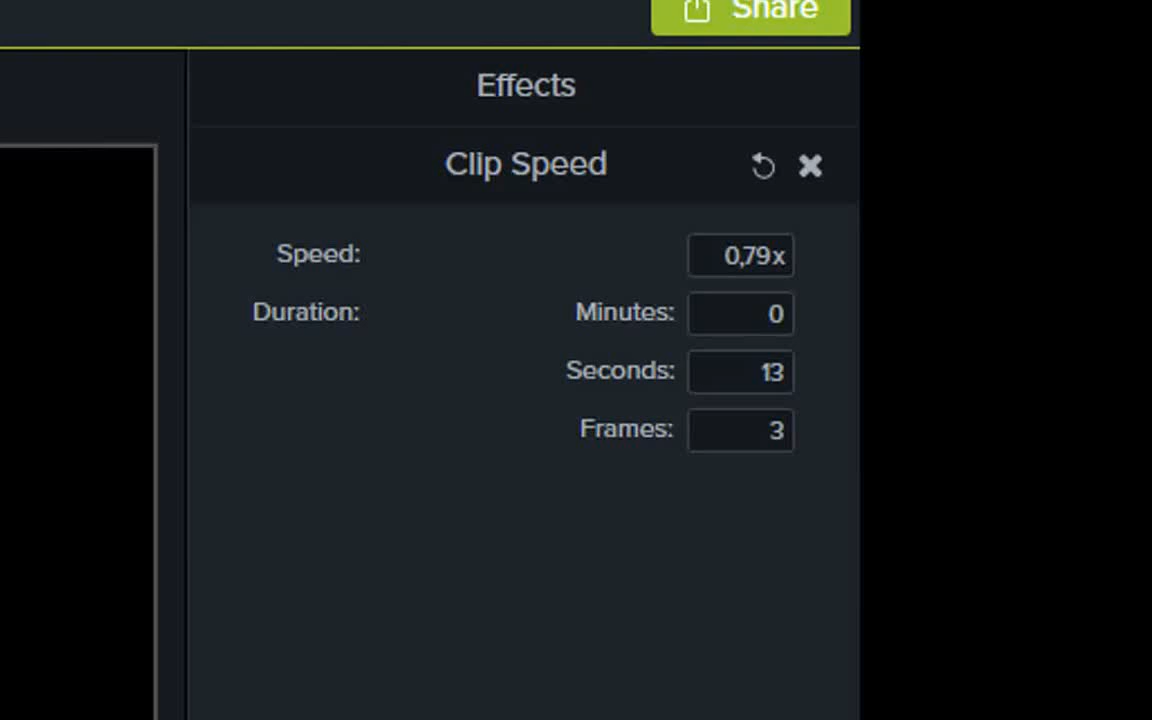 Share
Effects
Clip Speed
Speed: 0,79x
Duration: Minutes: 0
Seconds: 13
Frames: 3